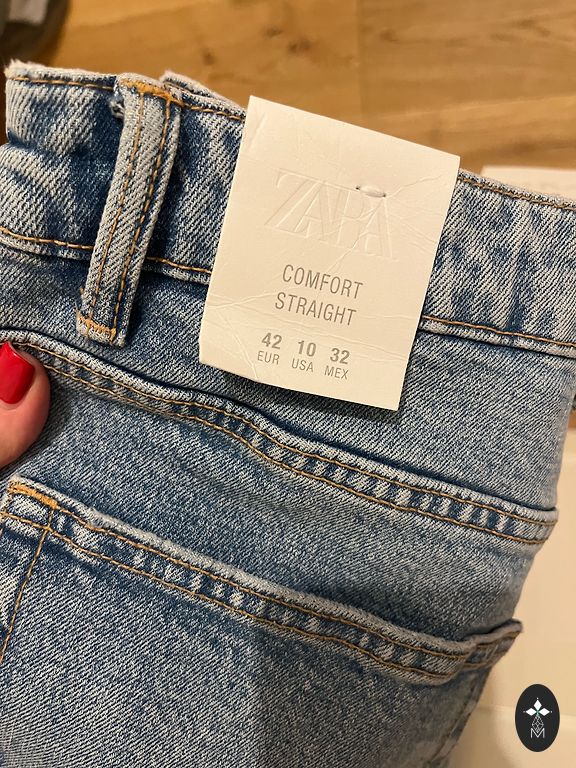 ZARA
COMFORT
STRAIGHT
42 10 32
EUR USA MEX
M